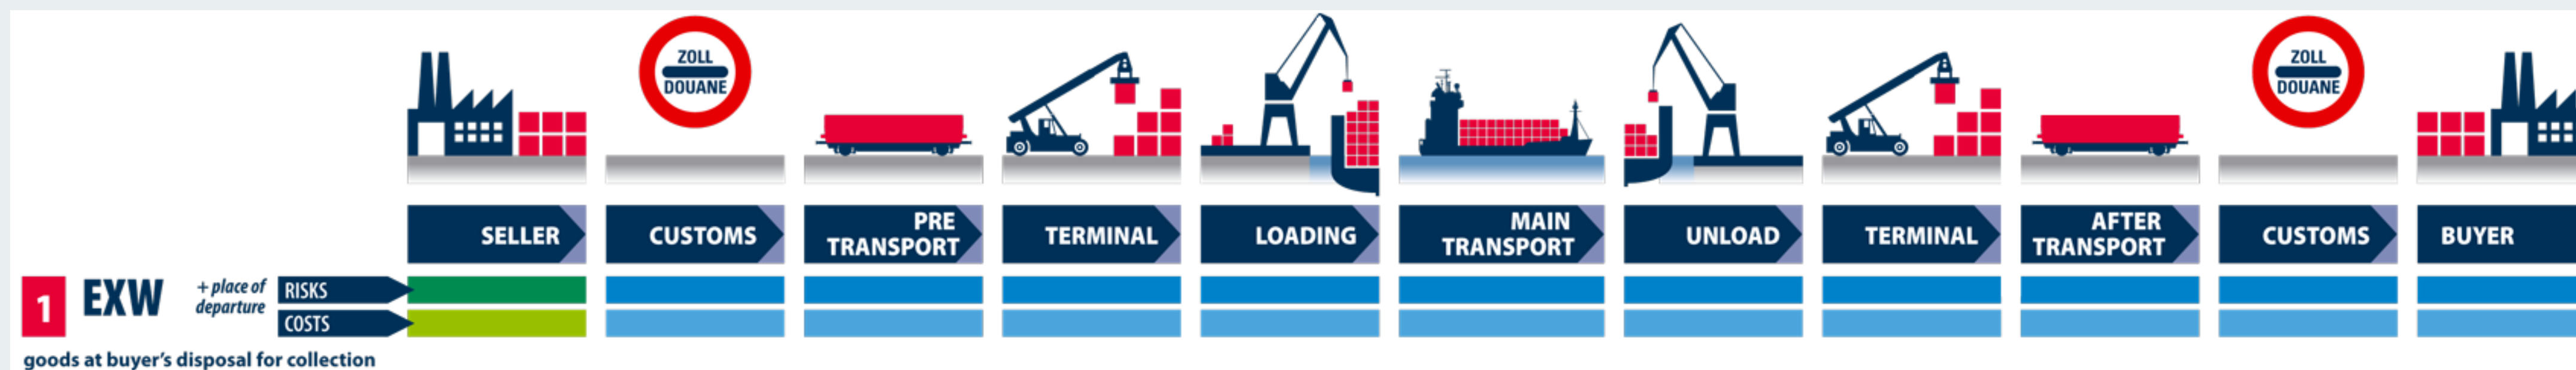 ZOLL
DOUANE
ZOLL
DOUANE
SELLER
CUSTOMS
PRE
TRANSPORT
TERMINAL
LOADING
MAIN
TRANSPORT
UNLOAD
TERMINAL
AFTER
TRANSPORT
CUSTOMS
BUYER
1 EXW
+ place of
departure
RISKS
COSTS
goods at buyer's disposal for collection